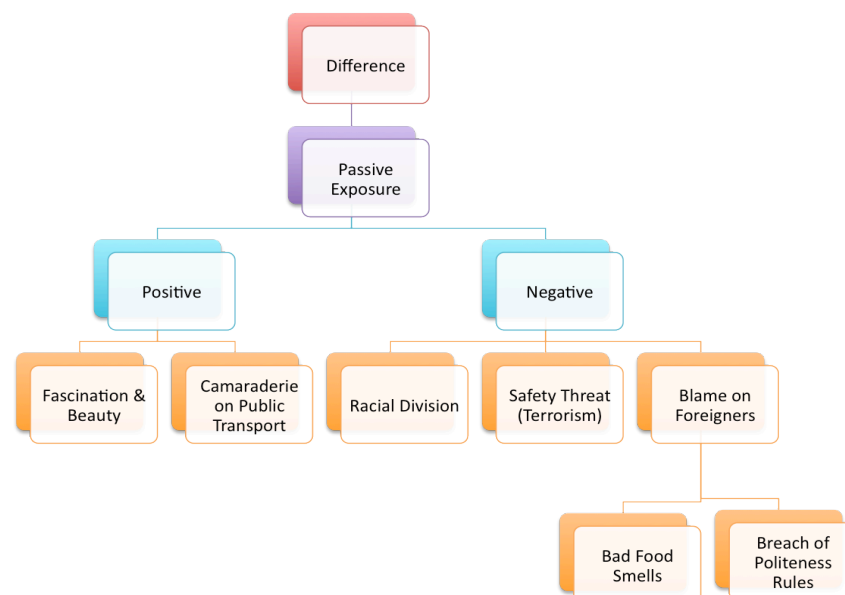 Difference
Passive
Exposure
Positive
Negative
Fascination &
Beauty
Camaraderie
on Public
Transport
Racial Division
Safety Threat
(Terrorism)
Blame on
Foreigners
Bad Food
Smells
Breach of
Politeness
Rules